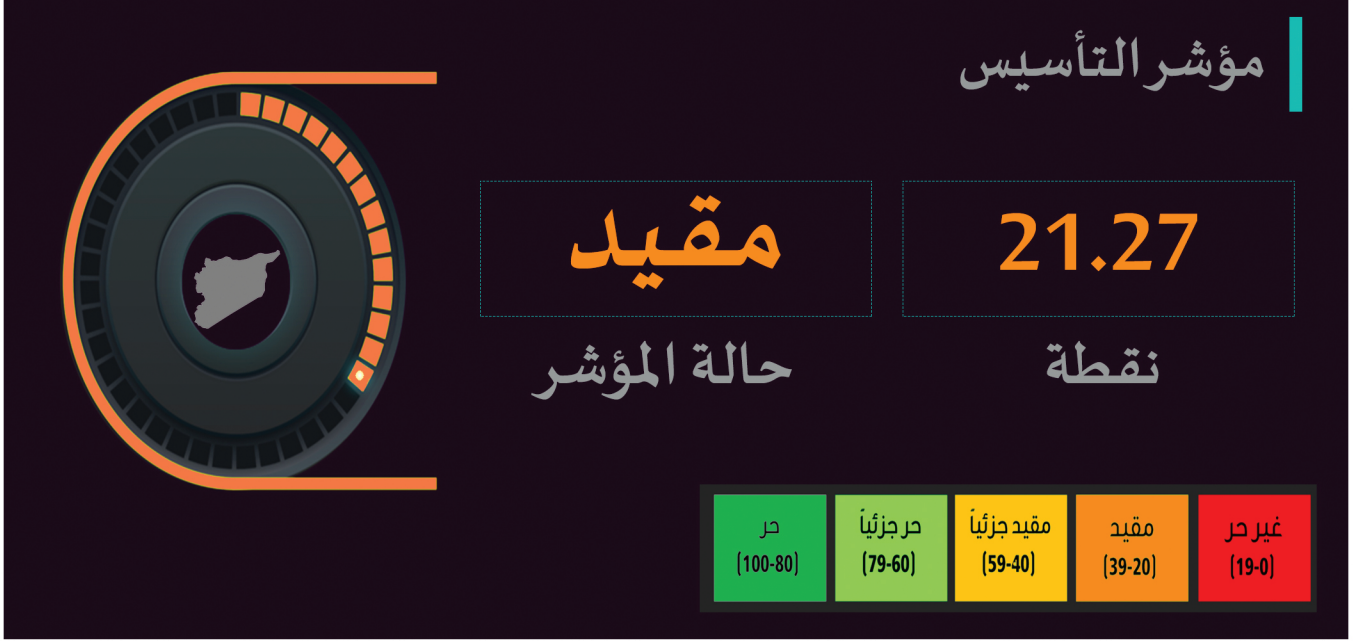 مؤشر التأسيس
21.27
نقطة
مقيد
حالة المؤشر
غير حر
(19-0)
مقيد
(39-20)
مقيد جزئياً
(59-40)
حر جزئياً
(79-60)
حر
(100-80)